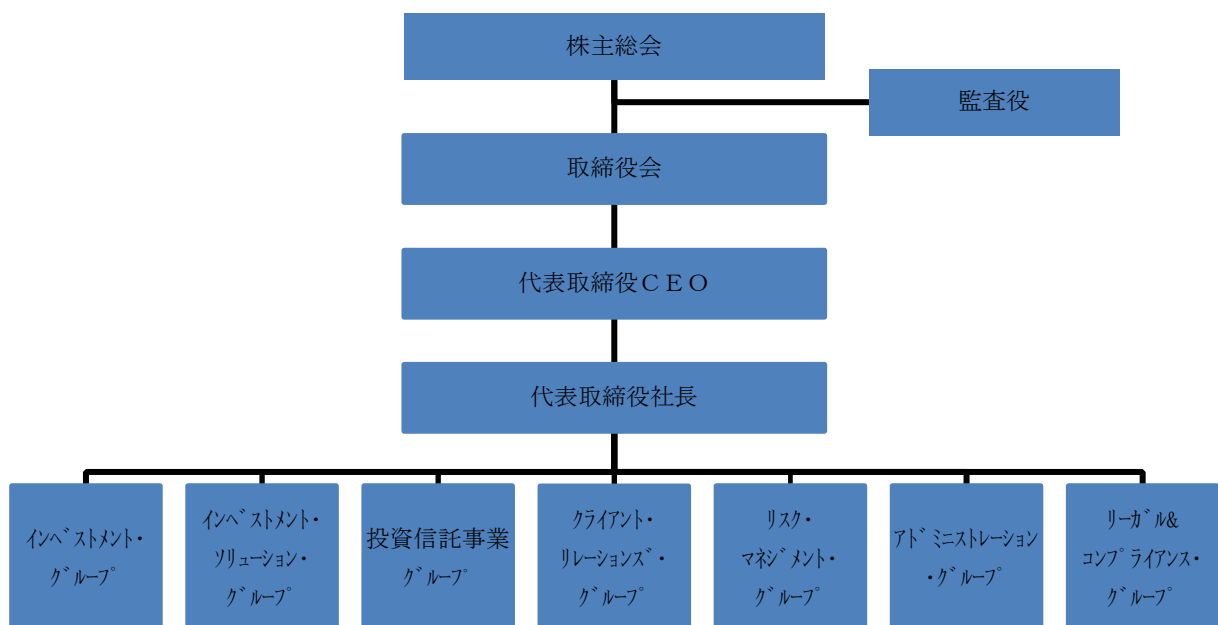 株主総会
監査役
取締役会
代表取締役ＣＥＯ
代表取締役社長
ｲﾝﾍﾞｽﾄﾒﾝﾄ・
ｸﾞﾙｰﾌﾟ
ｲﾝﾍﾞｽﾄﾒﾝﾄ・
ｿﾘｭｰｼｮﾝ・
ｸﾞﾙｰﾌﾟ
投資信託事業
ｸﾞﾙｰﾌﾟ
ｸﾗｲｱﾝﾄ・
ﾘﾚｰｼｮﾝｽﾞ・
ｸﾞﾙｰﾌﾟ
ﾘｽｸ・
ﾏﾈｼﾞﾒﾝﾄ・
ｸﾞﾙｰﾌﾟ
ｱﾄﾞﾐﾆｽﾄﾚｰｼｮﾝ
・ｸﾞﾙｰﾌﾟ
ﾘｰｶﾞﾙ&
ｺﾝﾌﾟﾗｲｱﾝｽ・
ｸﾞﾙｰﾌﾟ